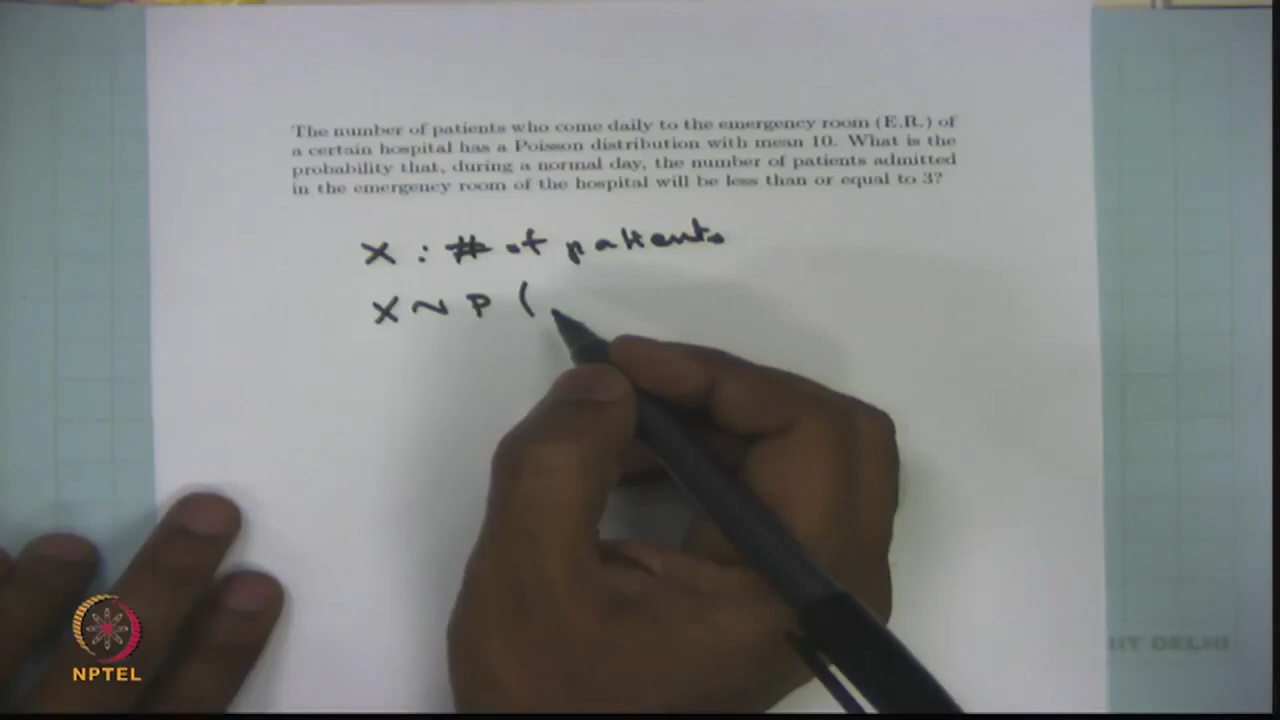 The number of patients who come daily to the emergency room (E.R.) of
a certain hospital has a Poisson distribution with mean 10. What is the
probability that, during a normal day, the number of patients admitted
in the emergency room of the hospital will be less than or equal to 3?
X : # of patients
X ~ P (
IIT DELHI
NPTEL